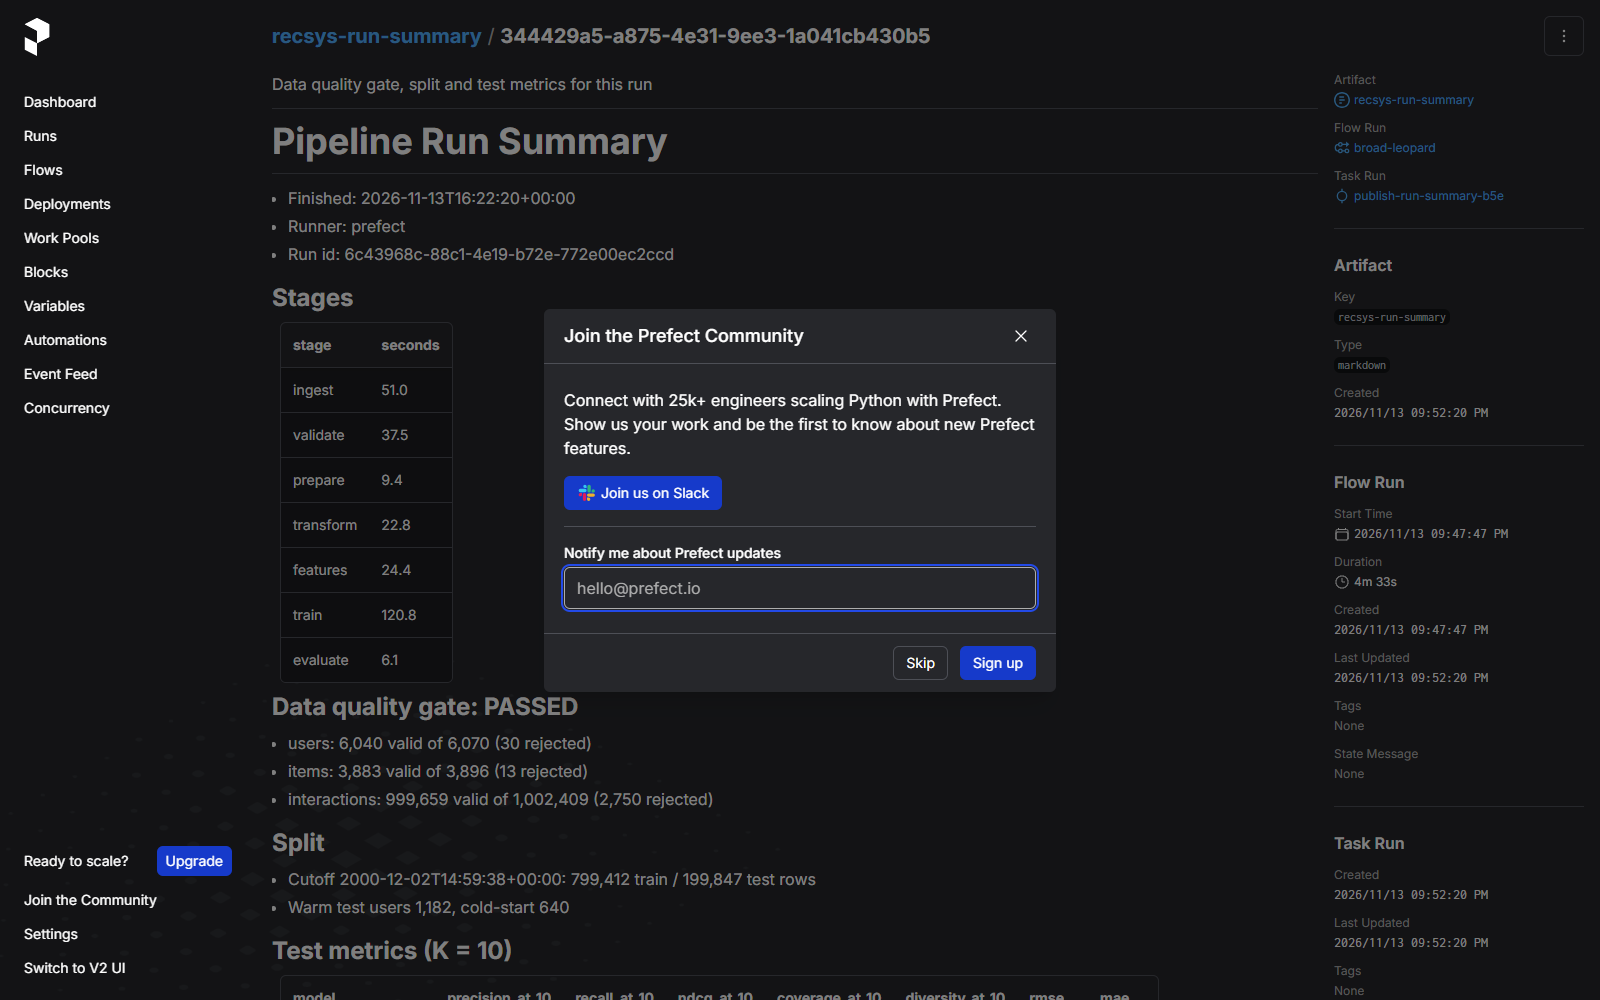 recsys-run-summary / 344429a5-a875-4e31-9ee3-1a041cb430b5
Dashboard
Runs
Flows
Deployments
Work Pools
Blocks
Variables
Automations
Event Feed
Concurrency
Ready to scale?
Upgrade
Join the Community
Settings
Switch to V2 UI
Data quality gate, split and test metrics for this run
Pipeline Run Summary
Finished: 2026-11-13T16:22:20+00:00
Runner: prefect
Run id: 6c43968c-88c1-4e19-b72e-772e00ec2ccd
Stages
stage seconds
ingest 51.0
validate 37.5
prepare 9.4
transform 22.8
features 24.4
train 120.8
evaluate 6.1
Data quality gate: PASSED
users: 6,040 valid of 6,070 (30 rejected)
items: 3,883 valid of 3,896 (13 rejected)
interactions: 999,659 valid of 1,002,409 (2,750 rejected)
Split
Cutoff 2000-12-02T14:59:38+00:00: 799,412 train / 199,847 test rows
Warm test users 1,182, cold-start 640
Test metrics (K = 10)
model precision_at_10 recall_at_10 ndcg_at_10 coverage_at_10 diversity_at_10 rmse mae
Join the Prefect Community
Connect with 25k+ engineers scaling Python with Prefect.
Show us your work and be the first to know about new Prefect
features.
Join us on Slack
Notify me about Prefect updates
hello@prefect.io
Skip
Sign up
Artifact
recsys-run-summary
Flow Run
broad-leopard
Task Run
publish-run-summary-b5e
Artifact
Key
recsys-run-summary
Type
markdown
Created
2026/11/13 09:52:20 PM
Flow Run
Start Time
2026/11/13 09:47:47 PM
Duration
4m 33s
Created
2026/11/13 09:47:47 PM
Last Updated
2026/11/13 09:52:20 PM
Tags
None
State Message
None
Task Run
Created
2026/11/13 09:52:20 PM
Last Updated
2026/11/13 09:52:20 PM
Tags
None